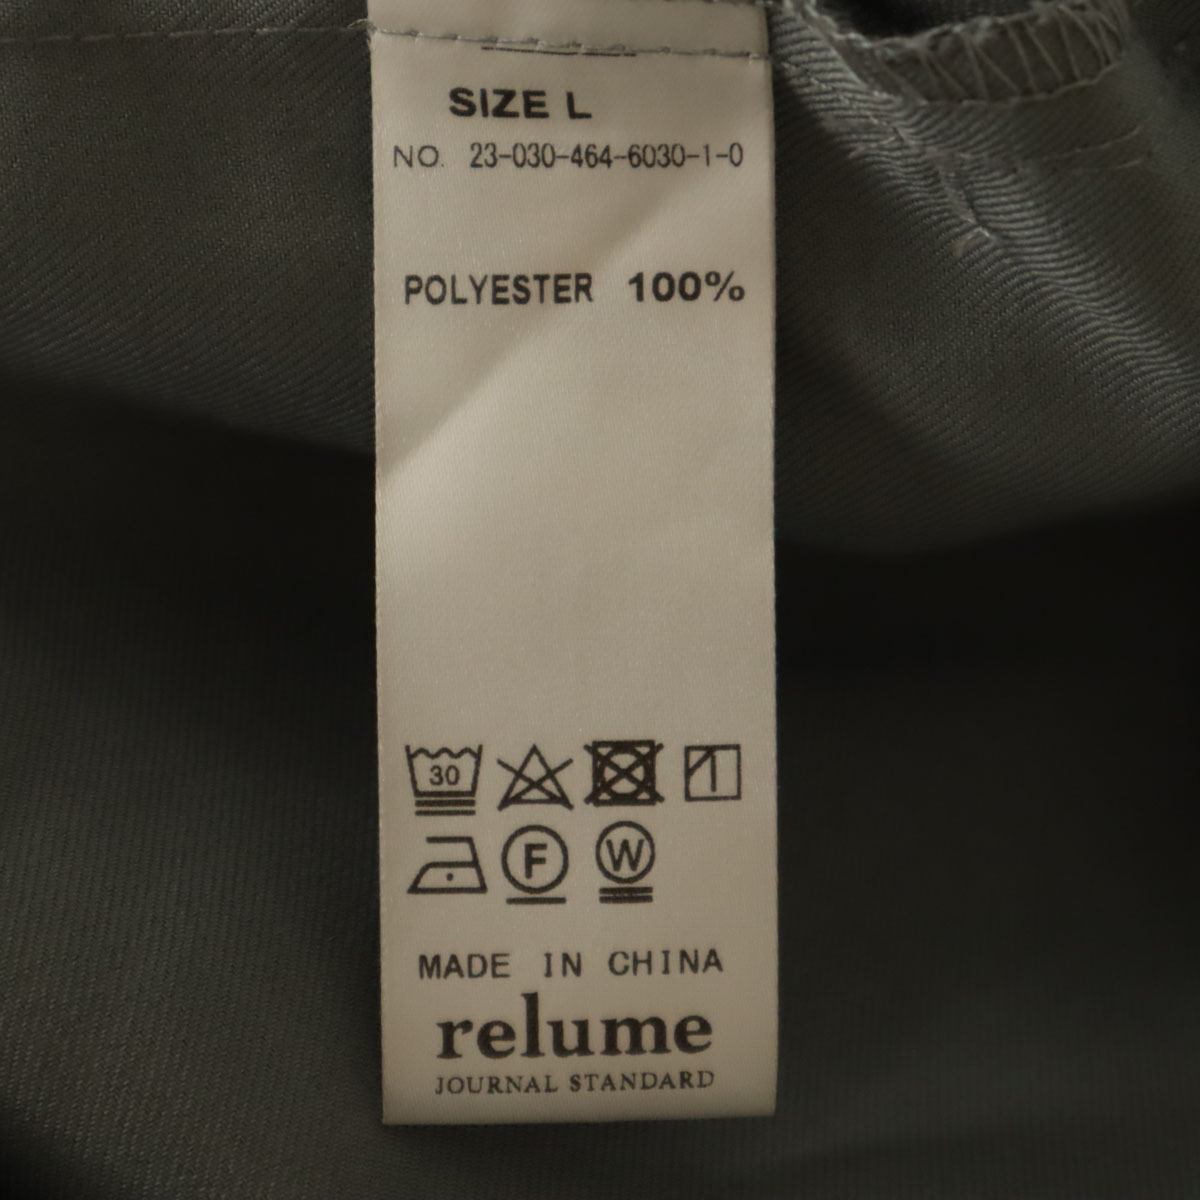 SIZE L
NO. 23-030-464-6030-1-0
POLYESTER 100%
30
F W
MADE IN CHINA
relume
JOURNAL STANDARD